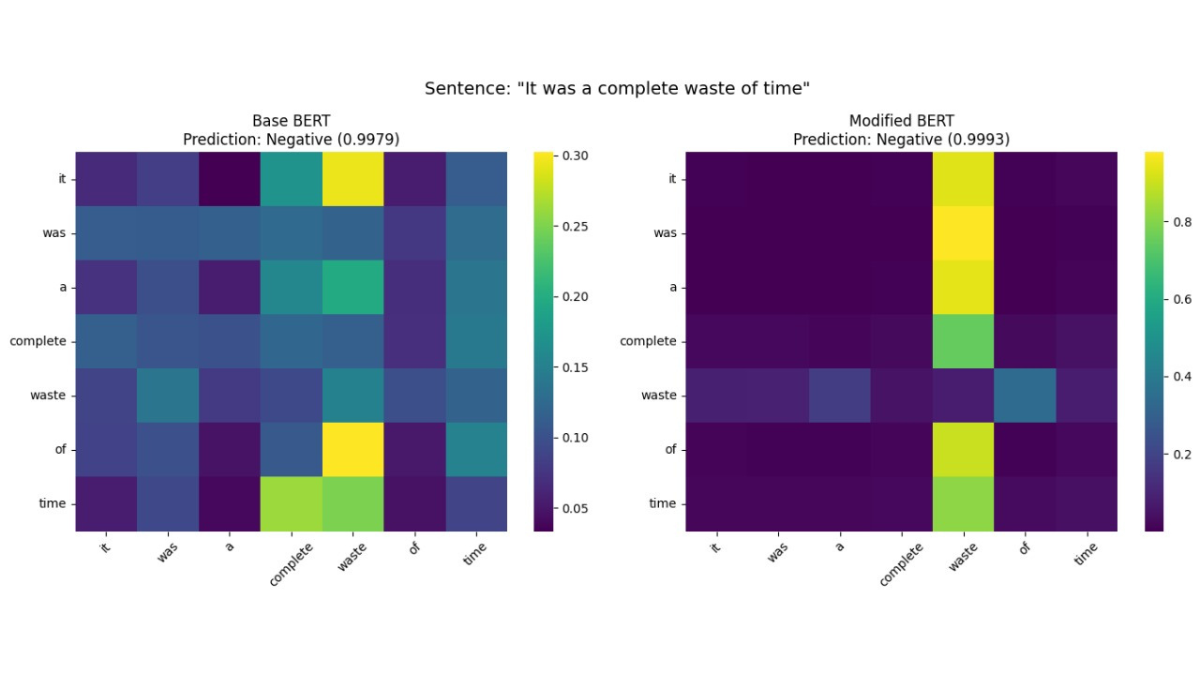 Sentence: "It was a complete waste of time"
Base BERT
Prediction: Negative (0.9979)
it
was
a
complete
waste
of
time
it
was
a
complete
waste
of
time
0.30
0.25
0.20
0.15
0.10
0.05
Modified BERT
Prediction: Negative (0.9993)
it
was
a
complete
waste
of
time
it
was
a
complete
waste
of
time
0.8
0.6
0.4
0.2